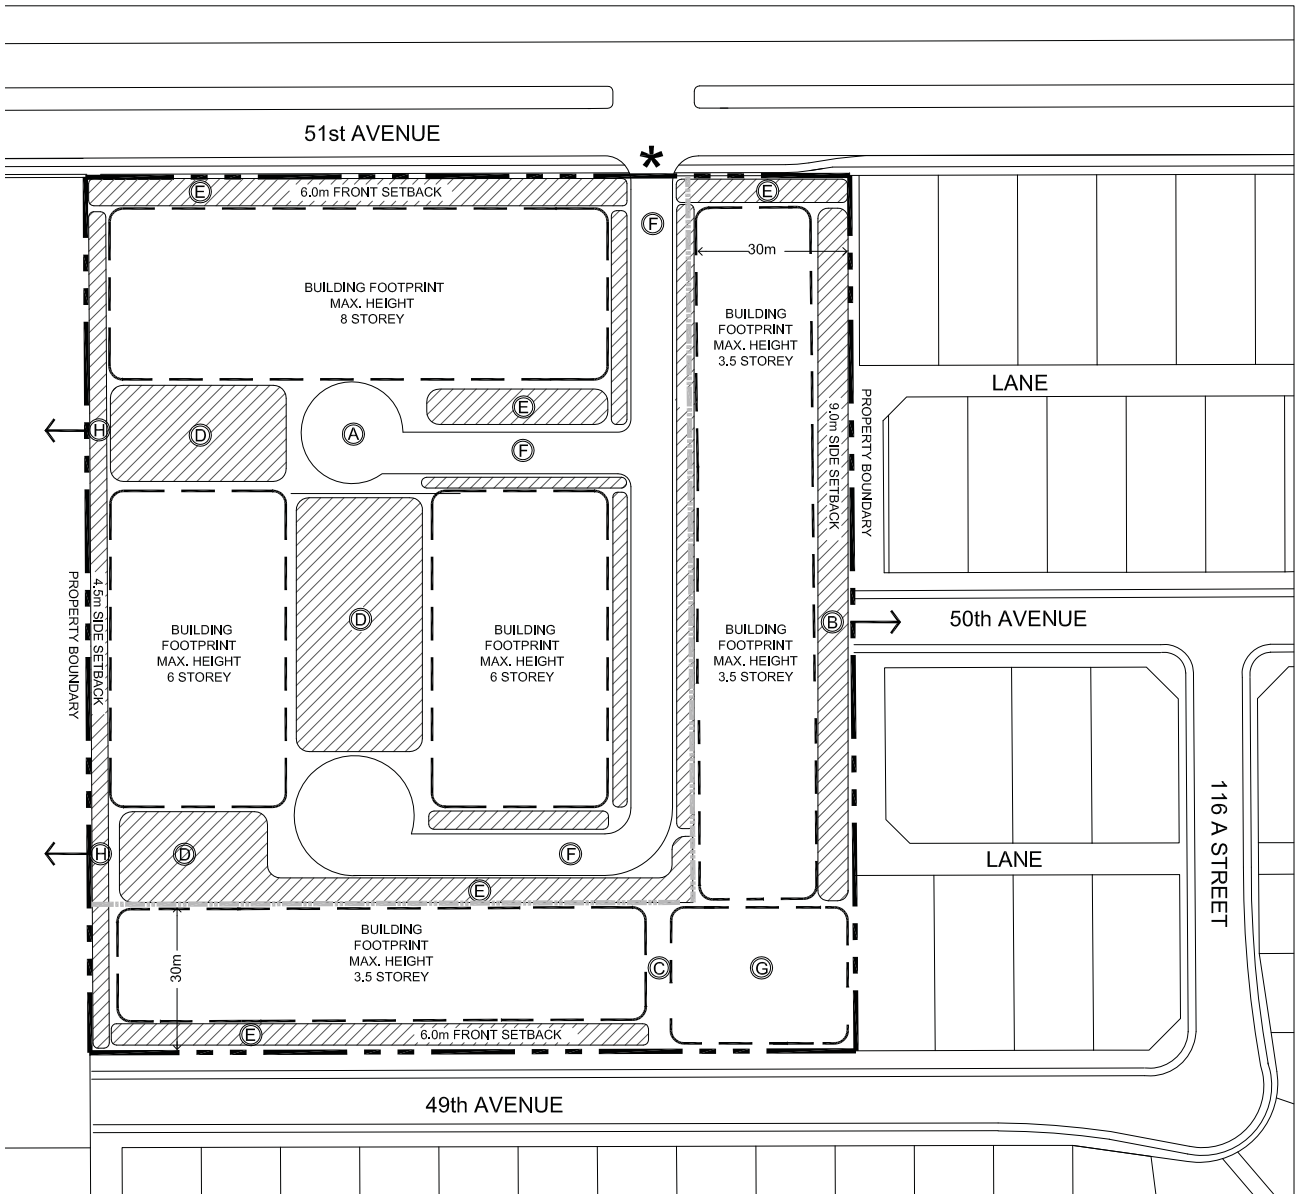 51st AVENUE
*
E
6.0m FRONT SETBACK
E
F
30m
BUILDING FOOTPRINT
MAX. HEIGHT
8 STOREY
BUILDING
FOOTPRINT
MAX. HEIGHT
3.5 STOREY
LANE
PROPERTY BOUNDARY
9.0m SIDE SETBACK
E
H
D
A
F
4.5m SIDE SETBACK
PROPERTY BOUNDARY
D
B
50th AVENUE
BUILDING
FOOTPRINT
MAX. HEIGHT
6 STOREY
BUILDING
FOOTPRINT
MAX. HEIGHT
6 STOREY
BUILDING
FOOTPRINT
MAX. HEIGHT
3.5 STOREY
116 A STREET
H
D
F
LANE
E
BUILDING
FOOTPRINT
MAX. HEIGHT
3.5 STOREY
30m
C
G
E
6.0m FRONT SETBACK
49th AVENUE